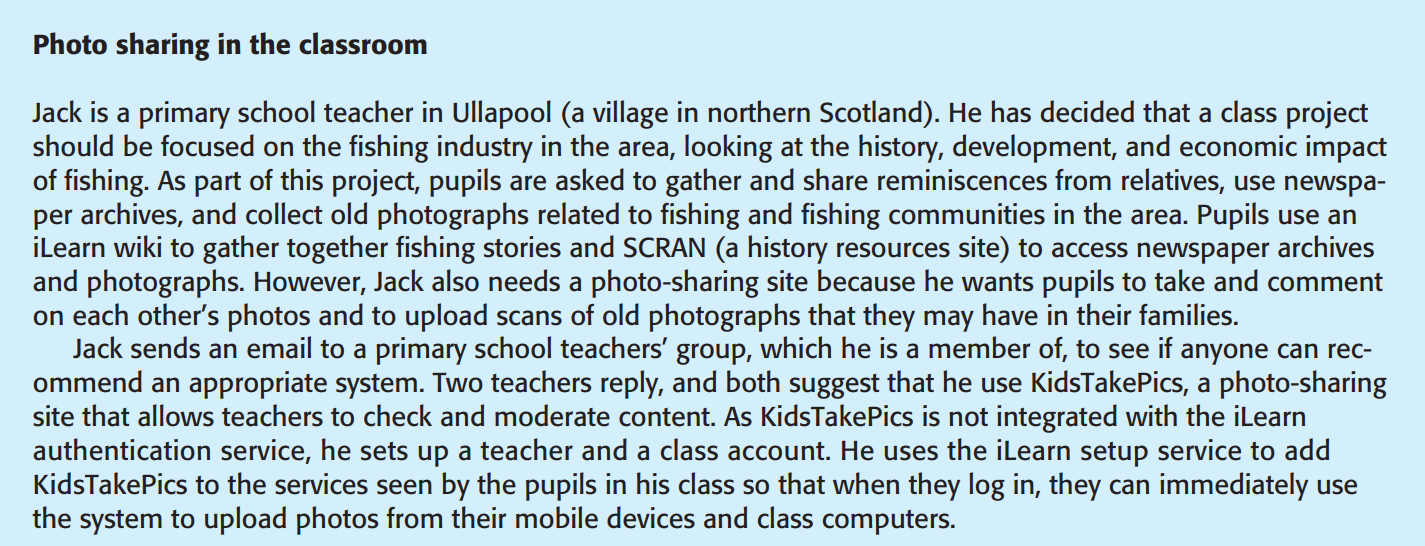 Photo sharing in the classroom
Jack is a primary school teacher in Ullapool (a village in northern Scotland). He has decided that a class project
should be focused on the fishing industry in the area, looking at the history, development, and economic impact
of fishing. As part of this project, pupils are asked to gather and share reminiscences from relatives, use newspa-
per archives, and collect old photographs related to fishing and fishing communities in the area. Pupils use an
iLearn wiki to gather together fishing stories and SCRAN (a history resources site) to access newspaper archives
and photographs. However, Jack also needs a photo-sharing site because he wants pupils to take and comment
on each other’s photos and to upload scans of old photographs that they may have in their families.
Jack sends an email to a primary school teachers’ group, which he is a member of, to see if anyone can rec-
ommend an appropriate system. Two teachers reply, and both suggest that he use KidsTakePics, a photo-sharing
site that allows teachers to check and moderate content. As KidsTakePics is not integrated with the iLearn
authentication service, he sets up a teacher and a class account. He uses the iLearn setup service to add
KidsTakePics to the services seen by the pupils in his class so that when they log in, they can immediately use
the system to upload photos from their mobile devices and class computers.